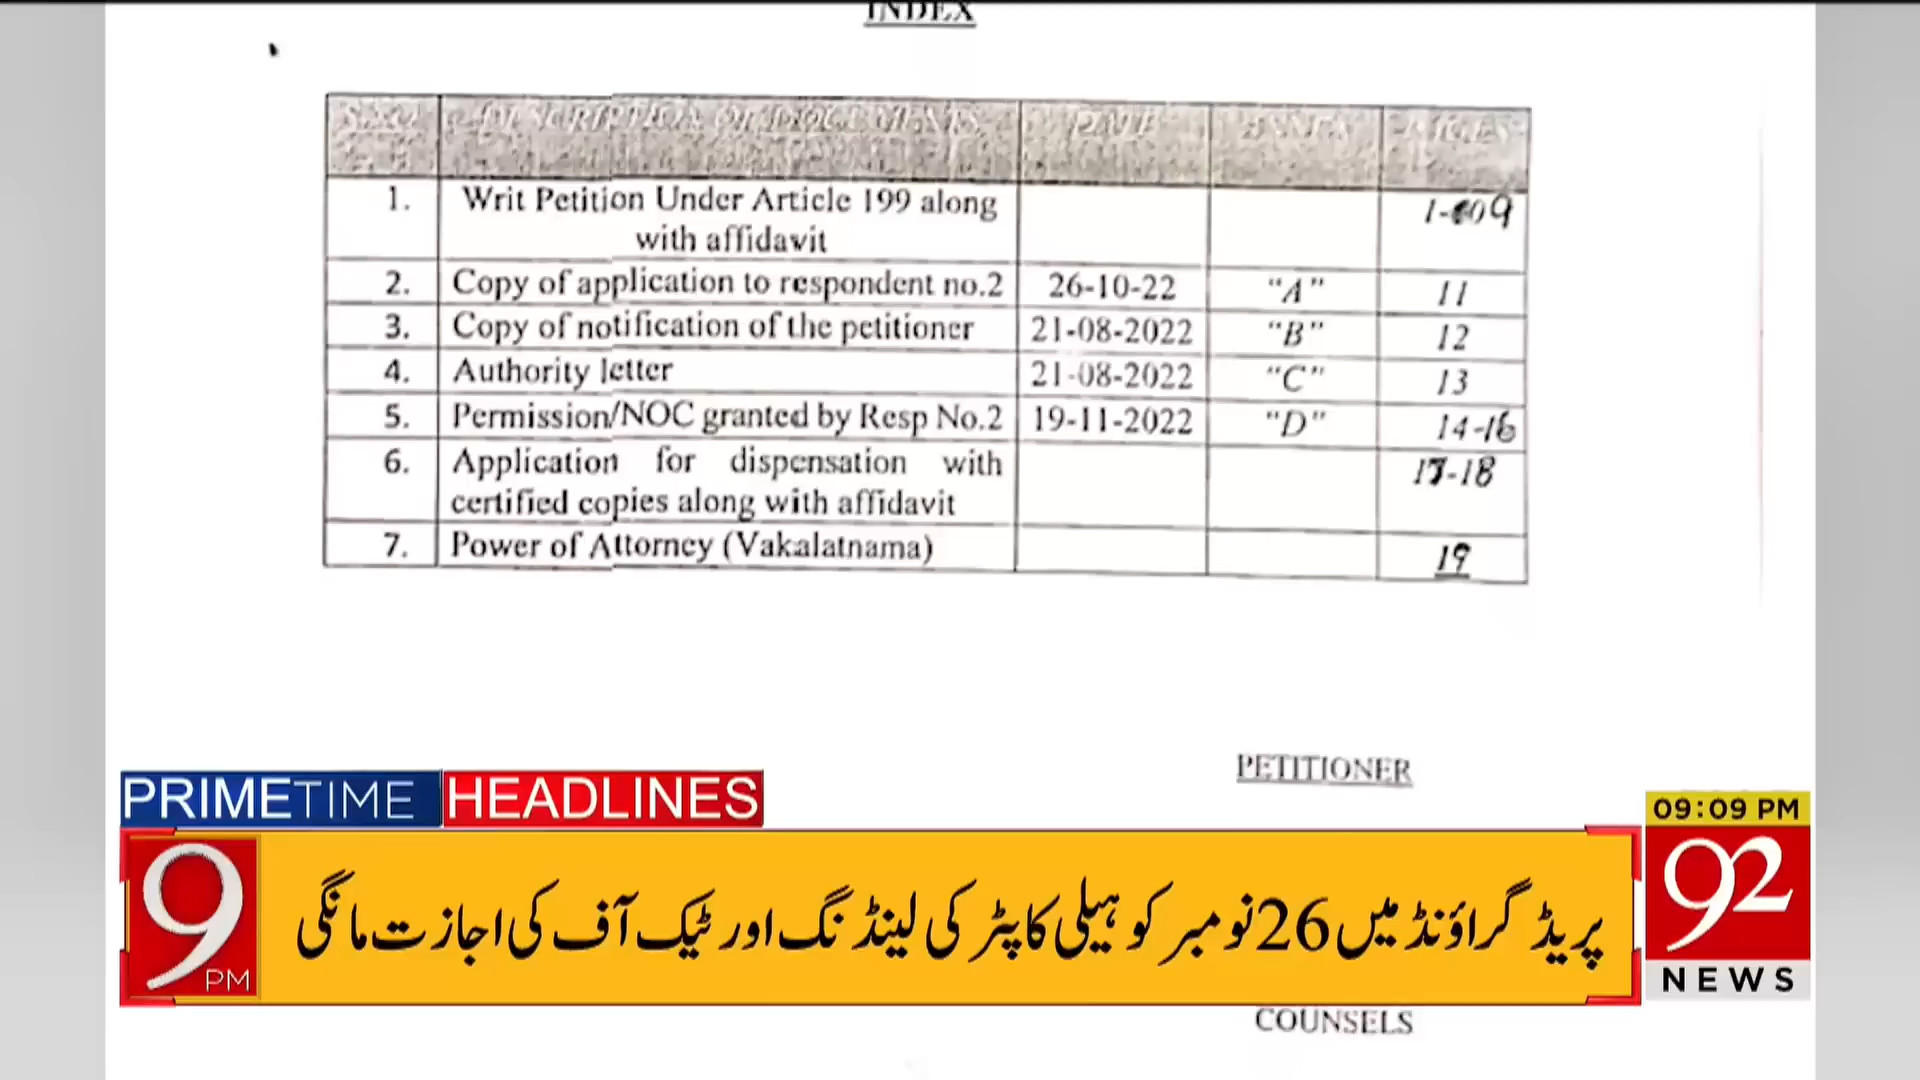 INDEX
1. Writ Petition Under Article 199 along 1-09
with affidavit
2. Copy of application to respondent no.2 26-10-22 "A" 11
3. Copy of notification of the petitioner 21-08-2022 "B" 12
4. Authority letter 21-08-2022 "C" 13
5. Permission/NOC granted by Resp No.2 19-11-2022 "D" 14-16
6. Application for dispensation with 17-18
certified copies along with affidavit
7. Power of Attorney (Vakalatnama) 19
PETITIONER
PRIMETIME HEADLINES
09:09 PM
9 PM
پریڈ گراؤنڈ میں 26 نومبر کو ہیلی کاپٹر کی لینڈنگ اور ٹیک آف کی اجازت مانگی
92
NEWS
COUNSELS